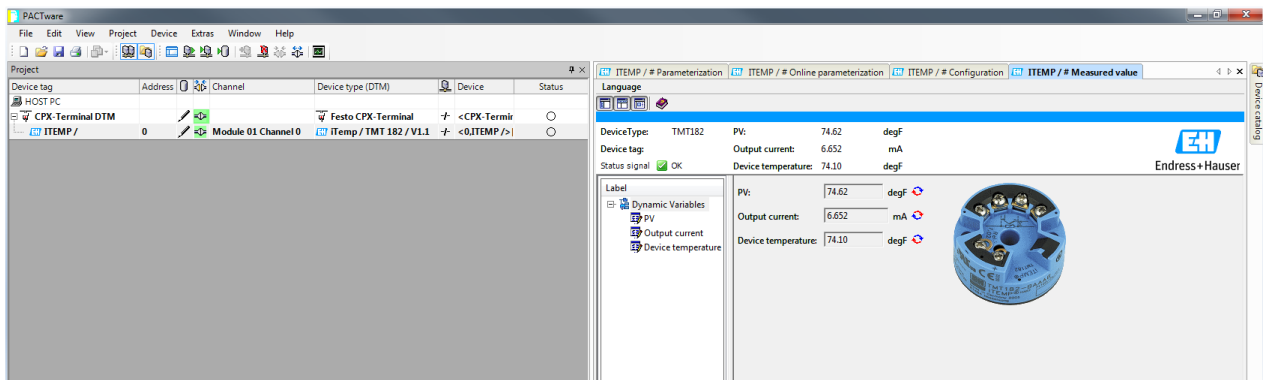 PACTware
File Edit View Project Device Extras Window Help
Project
Device tag Address Channel Device type (DTM) Device Status
HOST PC
CPX-Terminal DTM Festo CPX-Terminal <CPX-Termir
ITEMP / 0 Module 01 Channel 0 iTemp / TMT 182 / V1.1 <0,ITEMP />|
ITEMP / # Parameterization ITEMP / # Online parameterization ITEMP / # Configuration ITEMP / # Measured value
Language
DeviceType: TMT182 PV: 74.62 degF
Device tag: Output current: 6.652 mA
Status signal OK Device temperature: 74.10 degF
EH
Endress+Hauser
Label
Dynamic Variables
PV
Output current
Device temperature
PV: 74.62 degF
Output current: 6.652 mA
Device temperature: 74.10 degF
TMT182
Device catalog